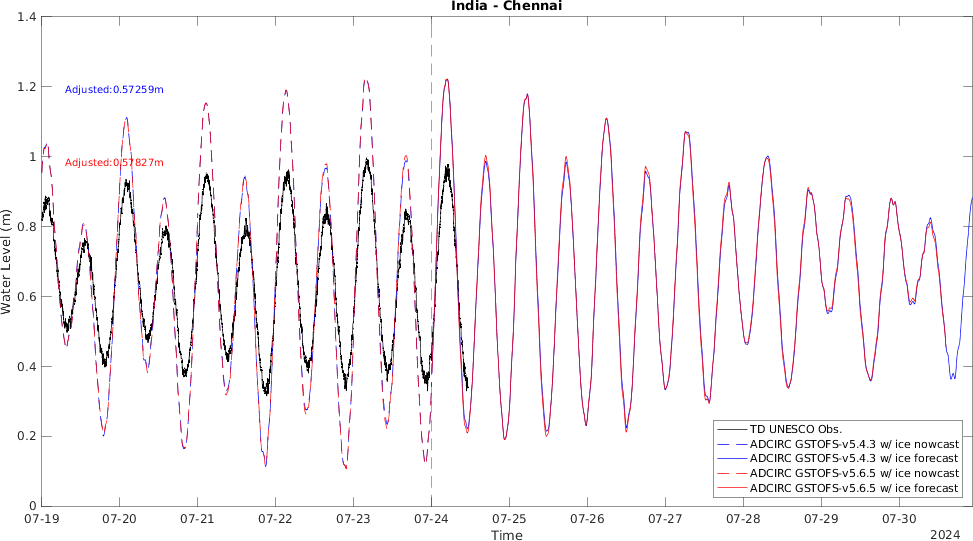 India - Chennai
1.4
1.2
1
0.8
0.6
0.4
0.2
0
Water Level (m)
Adjusted:0.57259m
Adjusted:0.57827m
TD UNESCO Obs.
ADCIRC GSTOFS-v5.4.3 w/ ice nowcast
ADCIRC GSTOFS-v5.4.3 w/ ice forecast
ADCIRC GSTOFS-v5.6.5 w/ ice nowcast
ADCIRC GSTOFS-v5.6.5 w/ ice forecast
07-19 07-20 07-21 07-22 07-23 07-24 07-25 07-26 07-27 07-28 07-29 07-30
Time
2024